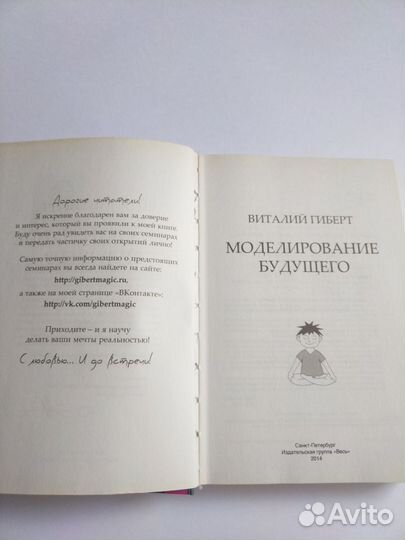 Дорогие читатели!
Я искренне благодарен вам за доверие
и интерес, который вы проявили к моей книге.
Буду очень рад увидеть вас на своих семинарах
и передать частичку своих открытий лично!
Самую точную информацию о предстоящих
семинарах вы всегда найдете на сайте:
http://gibertmagic.ru,
а также на моей странице «ВКонтакте»:
http://vk.com/gibertmagic
Приходите – и я научу
делать ваши мечты реальностью!
С любовью... И до встречи!
ВИТАЛИЙ ГИБЕРТ
МОДЕЛИРОВАНИЕ
БУДУЩЕГО
Санкт-Петербург
Издательская группа «Весь»
2014
Avito